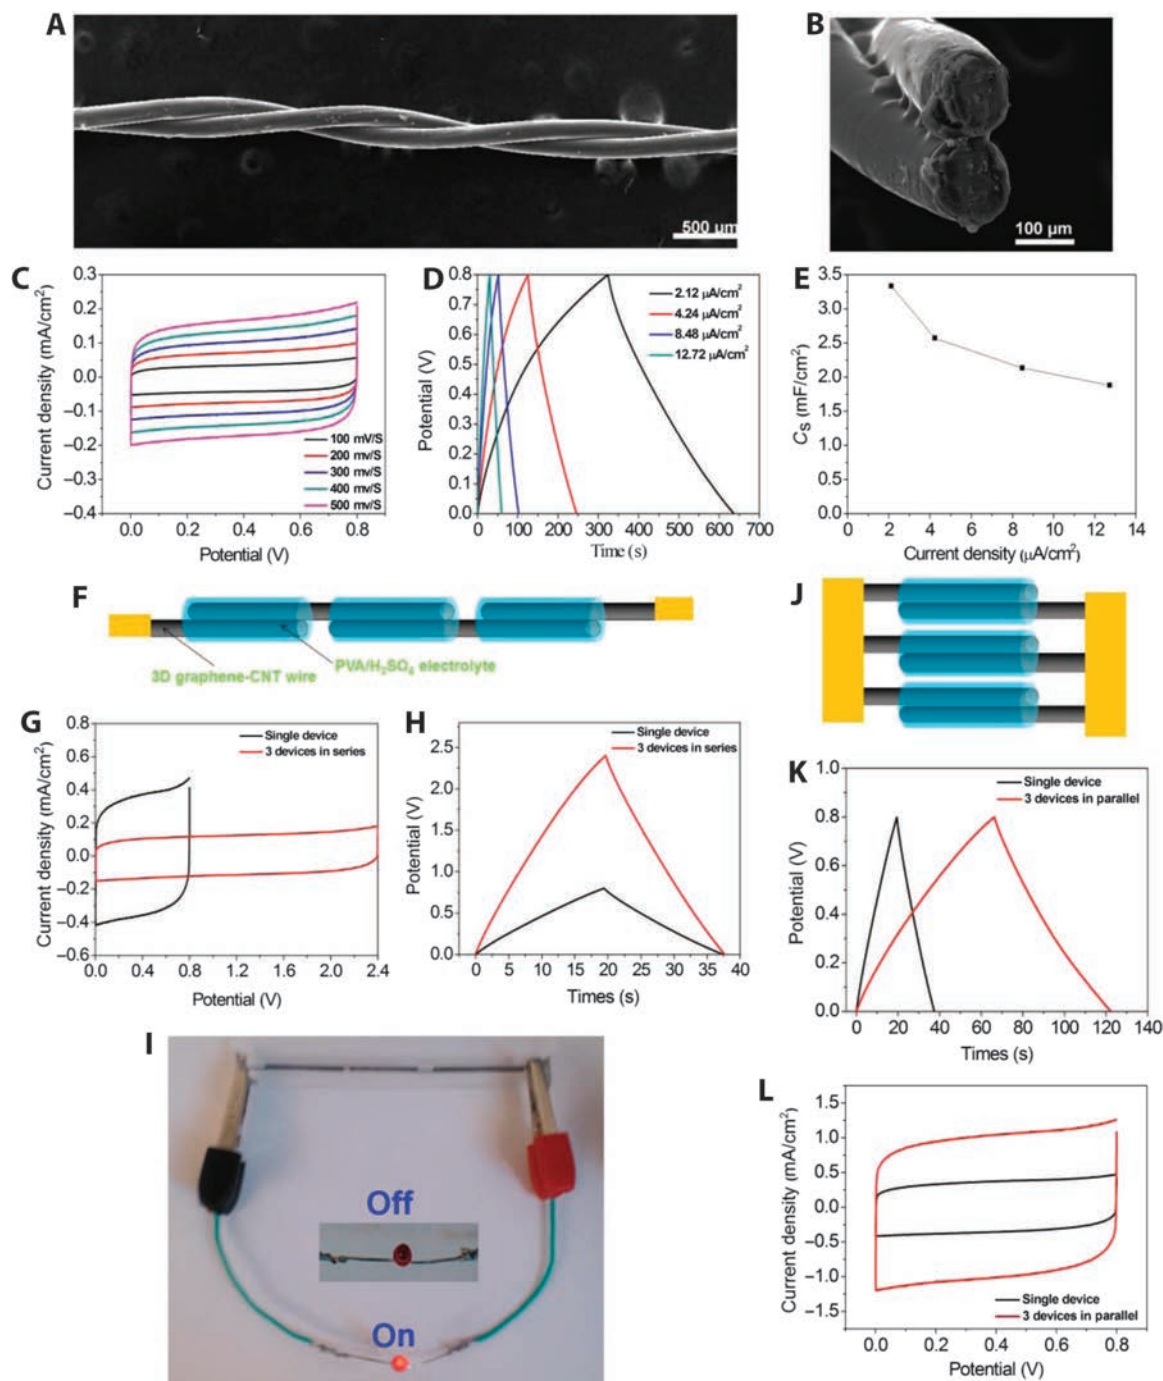 A
500 µm
B
100 µm
C
Current density (mA/cm²)
0.3
0.2
0.1
0.0
–0.1
–0.2
–0.3
–0.4
100 mV/S
200 mv/S
300 mv/S
400 mv/S
500 mv/S
0.0 0.2 0.4 0.6 0.8
Potential (V)
D
Potential (V)
0.8
0.7
0.6
0.5
0.4
0.3
0.2
0.1
0.0
2.12 µA/cm²
4.24 µA/cm²
8.48 µA/cm²
12.72 µA/cm²
0 100 200 300 400 500 600 700
Time (s)
E
Cs (mF/cm²)
3.5
3.0
2.5
2.0
1.5
1.0
0.5
0.0
0 2 4 6 8 10 12 14
Current density (µA/cm²)
F
3D graphene-CNT wire
PVA/H₂SO₄ electrolyte
J
G
Current density (mA/cm²)
0.8
0.6
0.4
0.2
0.0
–0.2
–0.4
–0.6
Single device
3 devices in series
0.0 0.4 0.8 1.2 1.6 2.0 2.4
Potential (V)
H
Potential (V)
2.5
2.0
1.5
1.0
0.5
0.0
Single device
3 devices in series
0 5 10 15 20 25 30 35 40
Times (s)
K
Potential (V)
1.0
0.8
0.6
0.4
0.2
0.0
Single device
3 devices in parallel
0 20 40 60 80 100 120 140
Times (s)
I
Off
On
L
Current density (mA/cm²)
1.5
1.0
0.5
0.0
–0.5
–1.0
–1.5
Single device
3 devices in parallel
0.0 0.2 0.4 0.6 0.8
Potential (V)